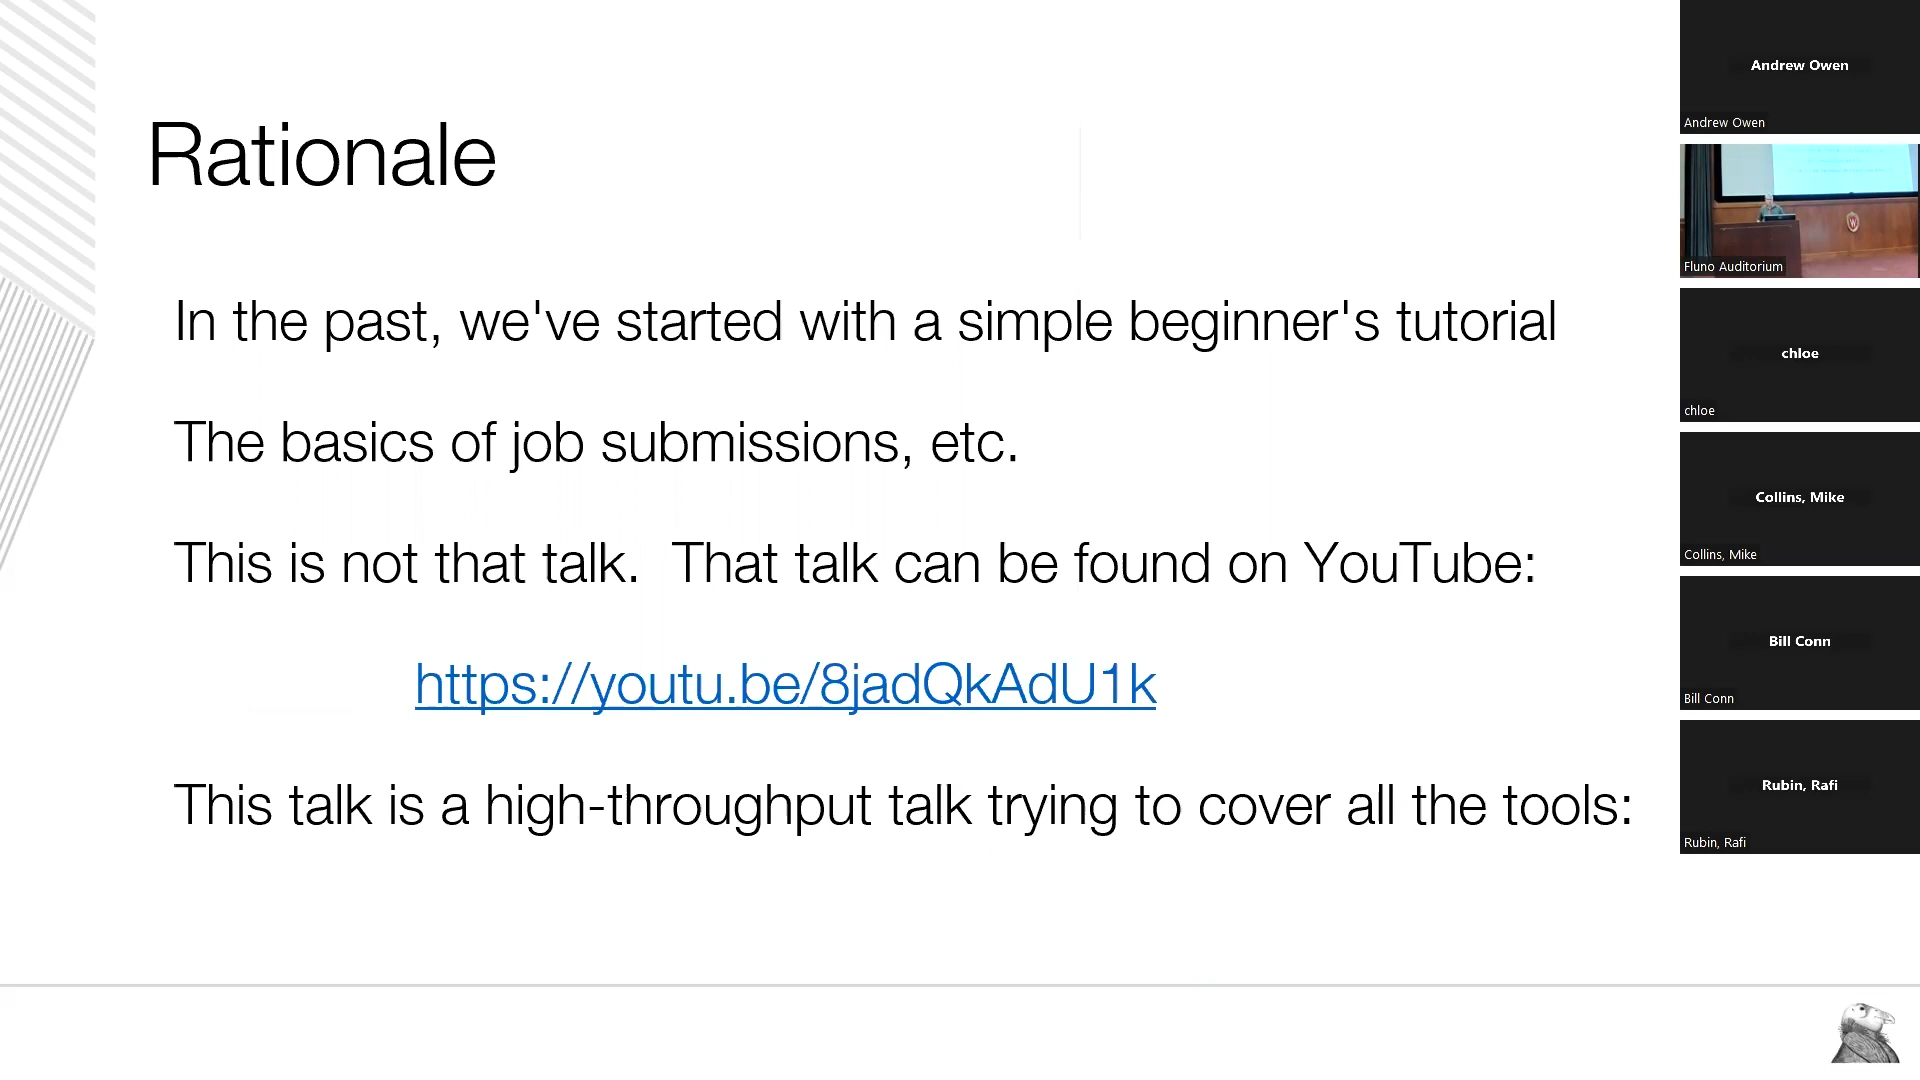 Rationale
In the past, we've started with a simple beginner's tutorial
The basics of job submissions, etc.
This is not that talk.  That talk can be found on YouTube:
https://youtu.be/8jadQkAdU1k
This talk is a high-throughput talk trying to cover all the tools:
Andrew Owen
Andrew Owen
W
Fluno Auditorium
chloe
chloe
Collins, Mike
Collins, Mike
Bill Conn
Bill Conn
Rubin, Rafi
Rubin, Rafi